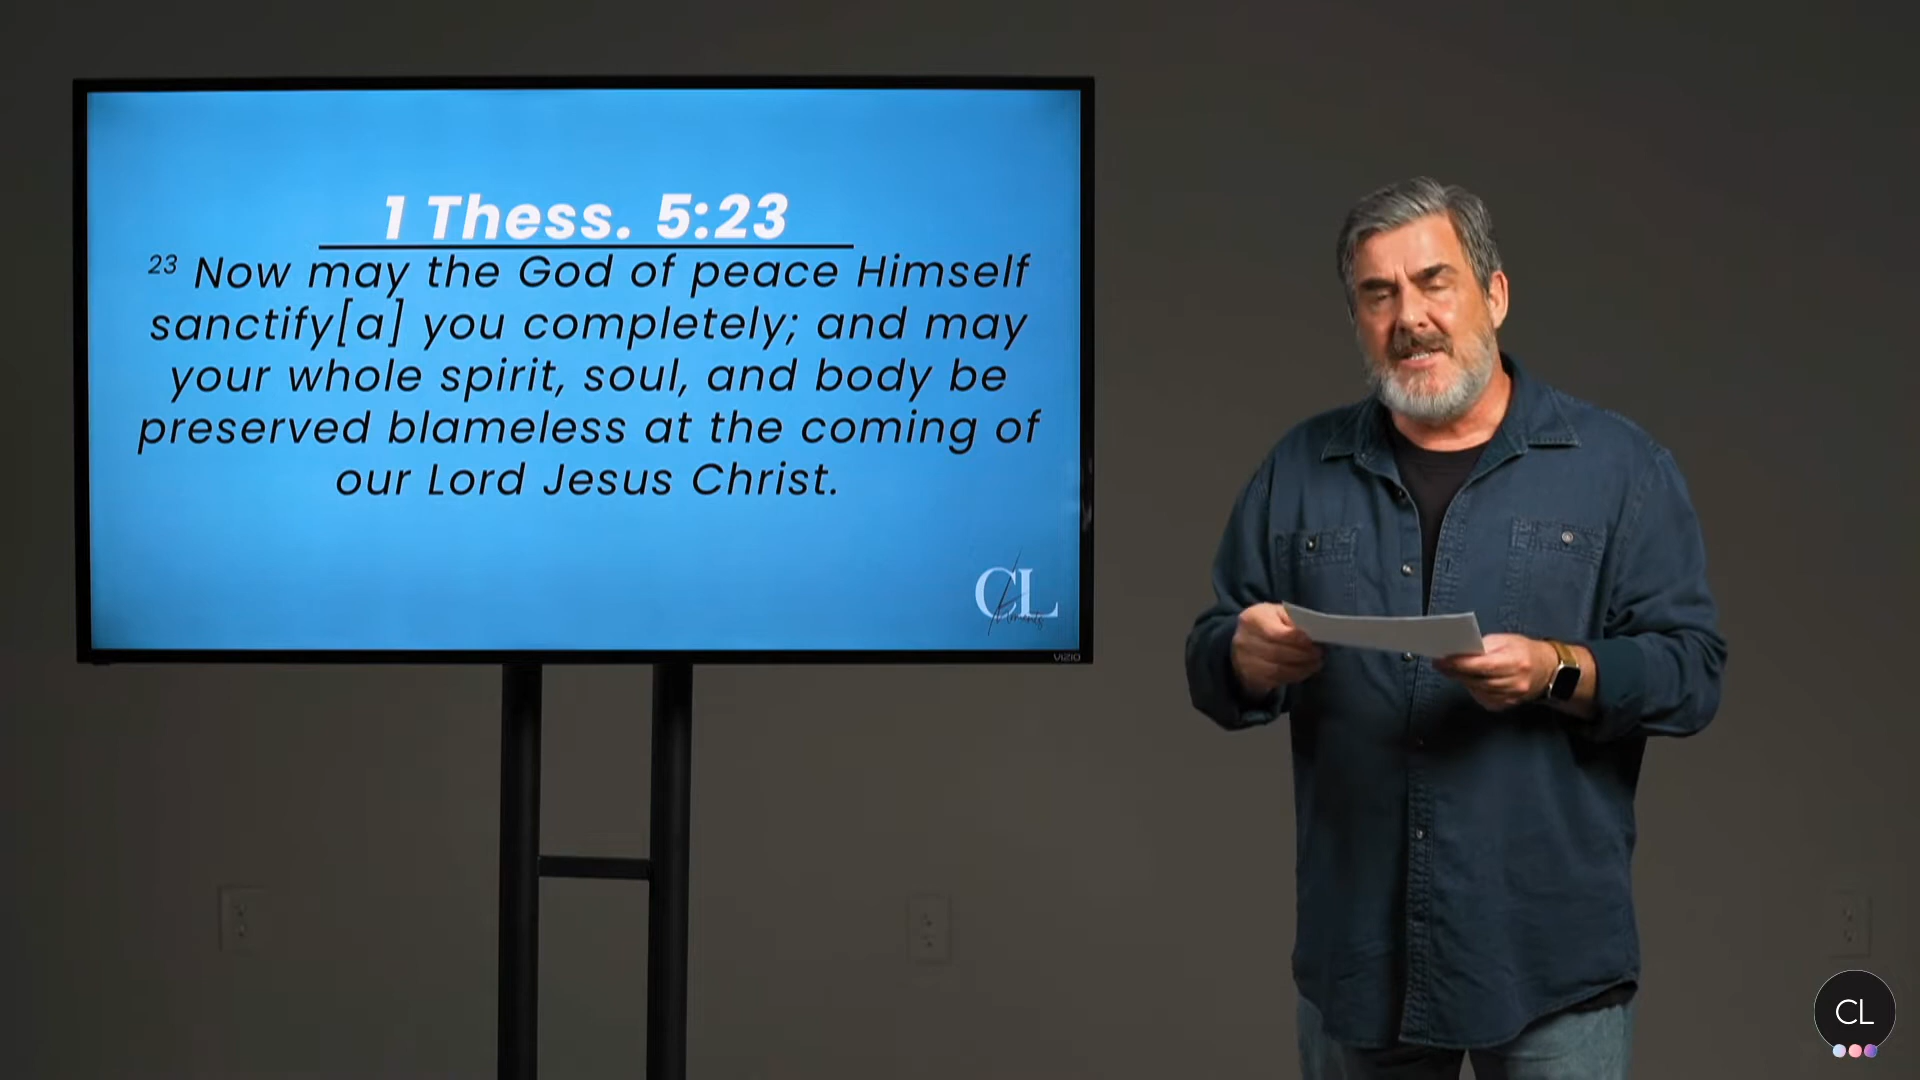 1 Thess. 5:23
23 Now may the God of peace Himself
sanctify[a] you completely; and may
your whole spirit, soul, and body be
preserved blameless at the coming of
our Lord Jesus Christ.
CL
Moments
VIZIO
CL